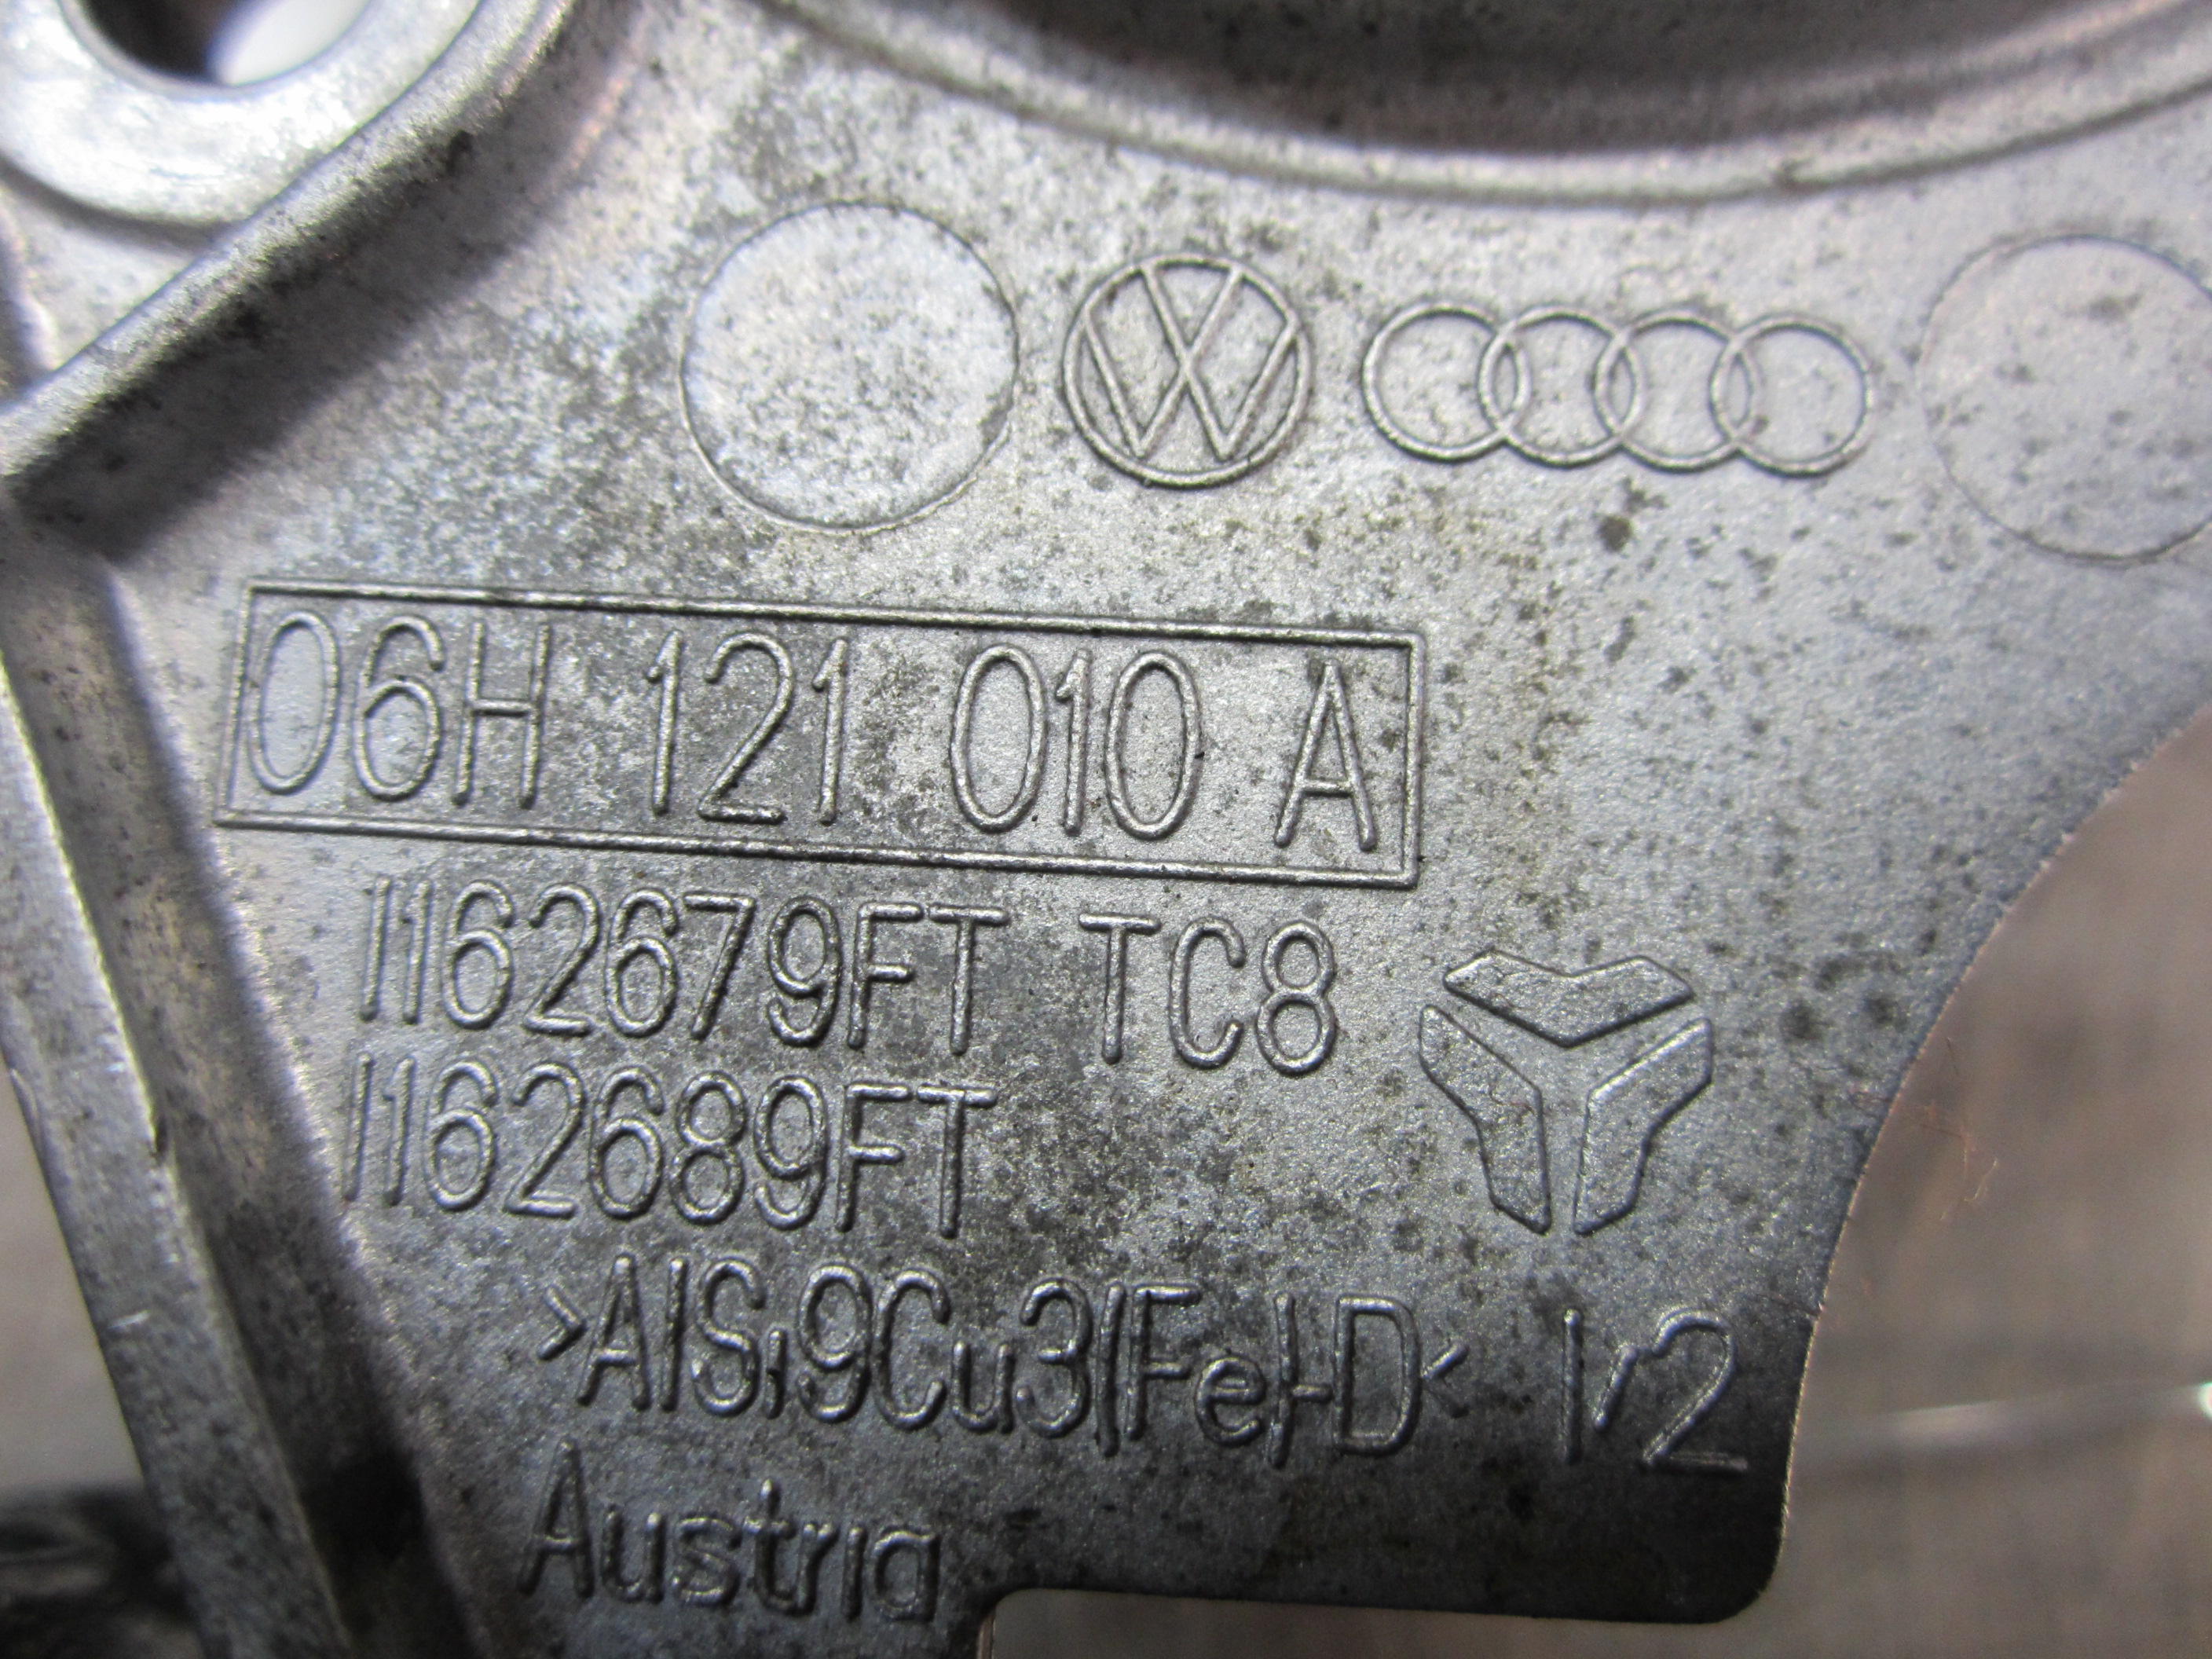 06H 121 010 A
1162679FT TC8
1162689FT
>AlSi9Cu3(Fe)-D< 1/2
Austria